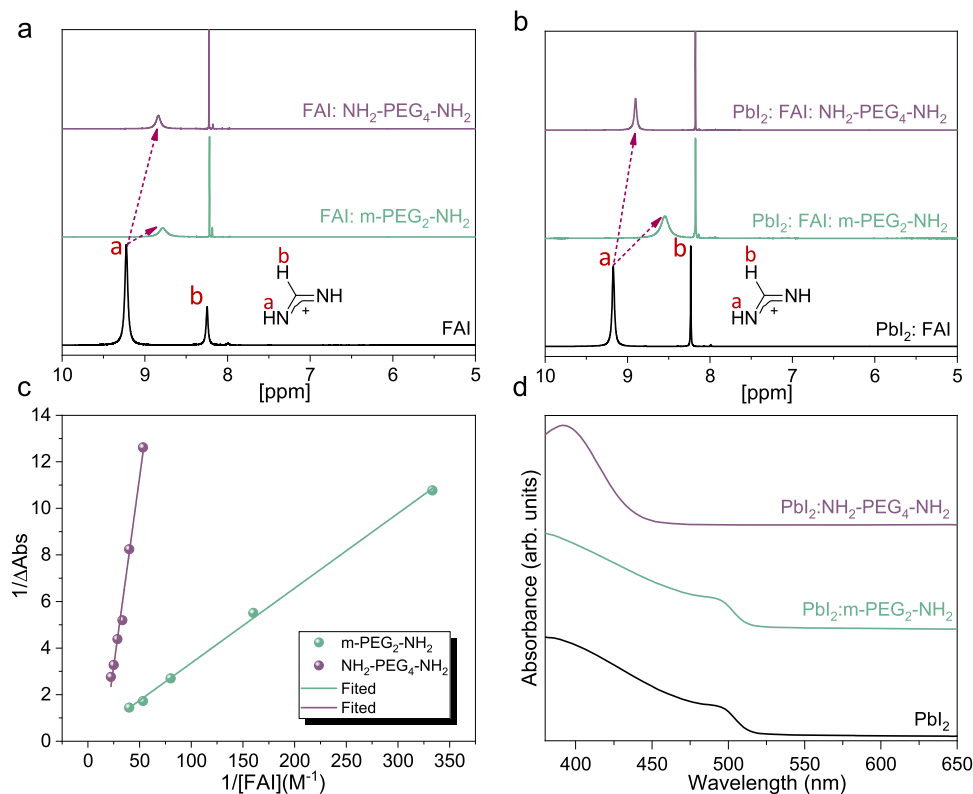 a
FAI: NH₂-PEG₄-NH₂
FAI: m-PEG₂-NH₂
a
b
b
H
a
HN
NH
+
FAI
10 9 8 7 6 5
[ppm]
b
PbI₂: FAI: NH₂-PEG₄-NH₂
PbI₂: FAI: m-PEG₂-NH₂
a
b
b
H
a
HN
NH
+
PbI₂: FAI
10 9 8 7 6 5
[ppm]
c
14
12
10
8
6
4
2
0
1/ΔAbs
m-PEG₂-NH₂
NH₂-PEG₄-NH₂
Fited
Fited
0 50 100 150 200 250 300 350
1/[FAI](M⁻¹)
d
Absorbance (arb. units)
PbI₂:NH₂-PEG₄-NH₂
PbI₂:m-PEG₂-NH₂
PbI₂
400 450 500 550 600 650
Wavelength (nm)